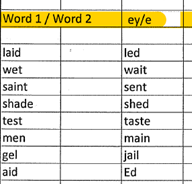 Word 1 / Word 2 ey/e
laid led
wet wait
saint sent
shade shed
test taste
men main
gel jail
aid Ed